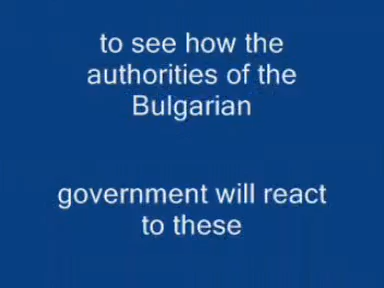 to see how the
authorities of the
Bulgarian
government will react
to these